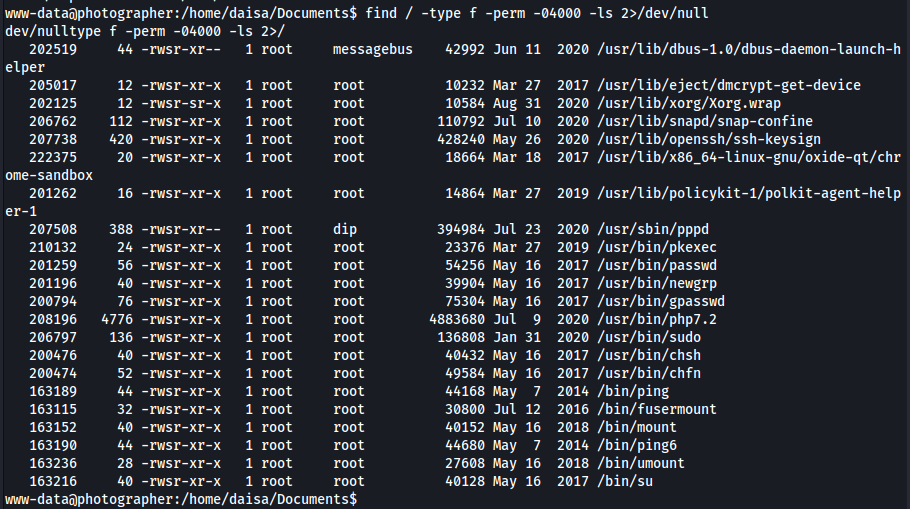 www-data@photographer:/home/daisa/Documents$ find / -type f -perm -04000 -ls 2>/dev/null
dev/nulltype f -perm -04000 -ls 2>/
202519 44 -rwsr-xr-- 1 root messagebus 42992 Jun 11 2020 /usr/lib/dbus-1.0/dbus-daemon-launch-h
elper
205017 12 -rwsr-xr-x 1 root root 10232 Mar 27 2017 /usr/lib/eject/dmcrypt-get-device
202125 12 -rwsr-sr-x 1 root root 10584 Aug 31 2020 /usr/lib/xorg/Xorg.wrap
206762 112 -rwsr-xr-x 1 root root 110792 Jul 10 2020 /usr/lib/snapd/snap-confine
207738 420 -rwsr-xr-x 1 root root 428240 May 26 2020 /usr/lib/openssh/ssh-keysign
222375 20 -rwsr-xr-x 1 root root 18664 Mar 18 2017 /usr/lib/x86_64-linux-gnu/oxide-qt/chr
ome-sandbox
201262 16 -rwsr-xr-x 1 root root 14864 Mar 27 2019 /usr/lib/policykit-1/polkit-agent-help
er-1
207508 388 -rwsr-xr-- 1 root dip 394984 Jul 23 2020 /usr/sbin/pppd
210132 24 -rwsr-xr-x 1 root root 23376 Mar 27 2019 /usr/bin/pkexec
201259 56 -rwsr-xr-x 1 root root 54256 May 16 2017 /usr/bin/passwd
201196 40 -rwsr-xr-x 1 root root 39904 May 16 2017 /usr/bin/newgrp
200794 76 -rwsr-xr-x 1 root root 75304 May 16 2017 /usr/bin/gpasswd
208196 4776 -rwsr-xr-x 1 root root 4883680 Jul 9 2020 /usr/bin/php7.2
206797 136 -rwsr-xr-x 1 root root 136808 Jan 31 2020 /usr/bin/sudo
200476 40 -rwsr-xr-x 1 root root 40432 May 16 2017 /usr/bin/chsh
200474 52 -rwsr-xr-x 1 root root 49584 May 16 2017 /usr/bin/chfn
163189 44 -rwsr-xr-x 1 root root 44168 May 7 2014 /bin/ping
163115 32 -rwsr-xr-x 1 root root 30800 Jul 12 2016 /bin/fusermount
163152 40 -rwsr-xr-x 1 root root 40152 May 16 2018 /bin/mount
163190 44 -rwsr-xr-x 1 root root 44680 May 7 2014 /bin/ping6
163236 28 -rwsr-xr-x 1 root root 27608 May 16 2018 /bin/umount
163216 40 -rwsr-xr-x 1 root root 40128 May 16 2017 /bin/su
www-data@photographer:/home/daisa/Documents$